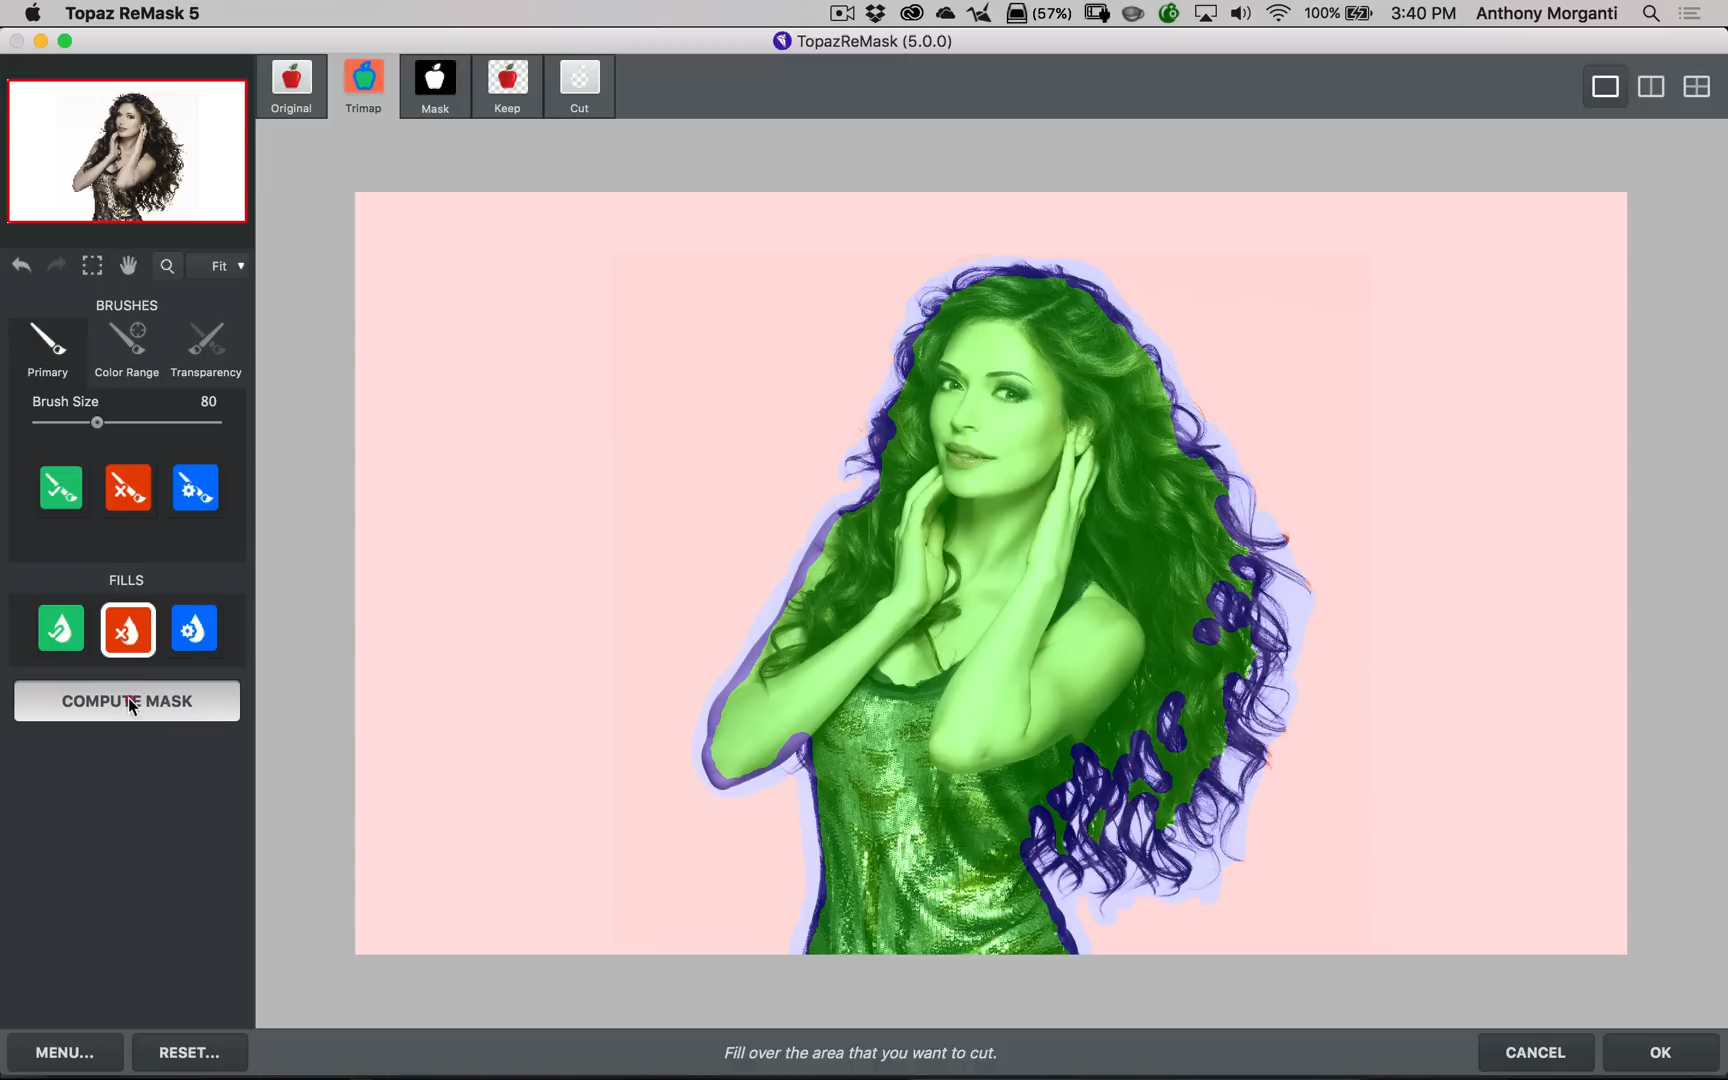 Topaz ReMask 5
(57%)
100%
3:40 PM
Anthony Morganti
TopazReMask (5.0.0)
Original
Trimap
Mask
Keep
Cut
Fit
BRUSHES
Primary
Color Range
Transparency
Brush Size 80
FILLS
COMPUTE MASK
MENU...
RESET...
Fill over the area that you want to cut.
CANCEL
OK